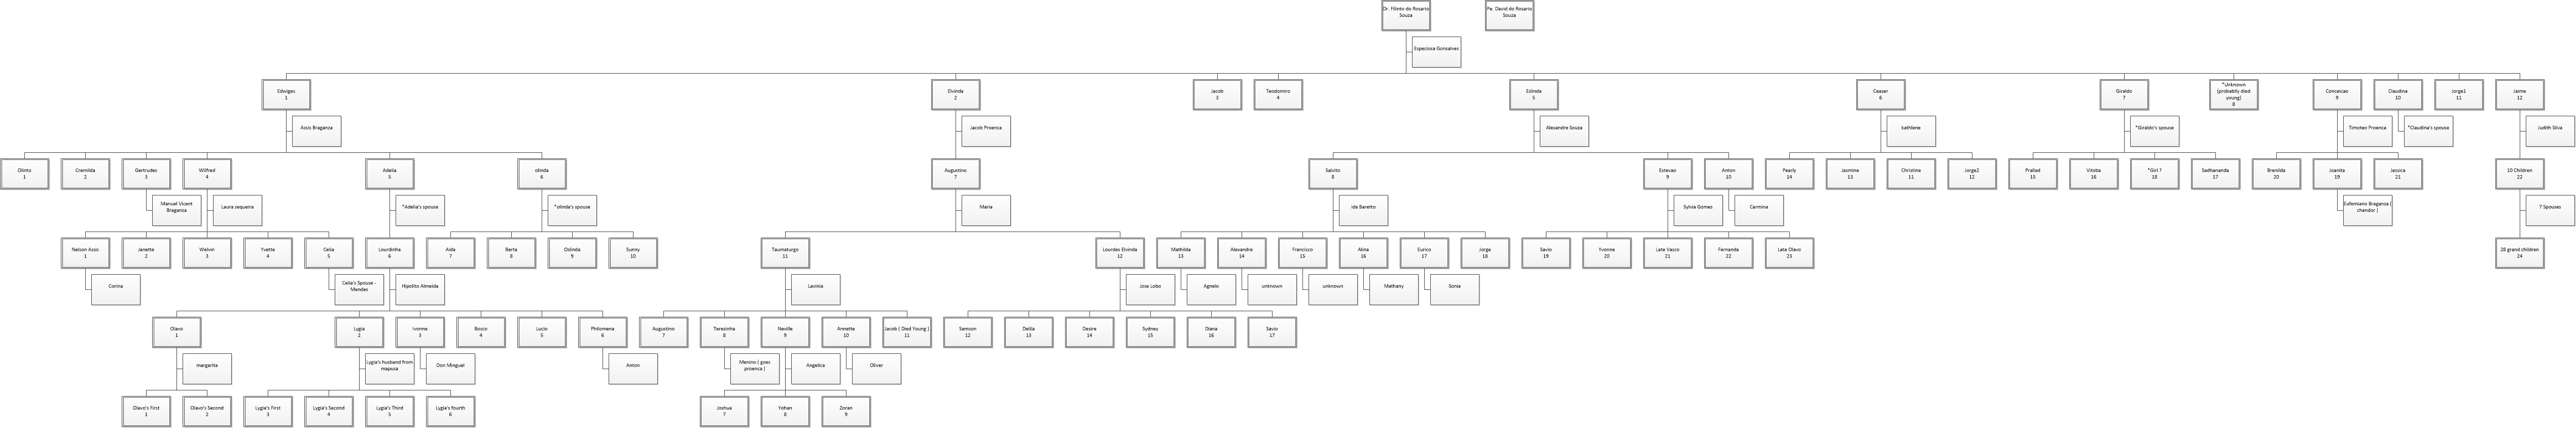 Dr. Filinto do Rosario
Souza
Pe. David do Rosario
Souza
Especiosa Gonsalves
Edwiges
1
Elvinda
2
Jacob
3
Teodomiro
4
Eslinda
5
Ceaser
6
Giraldo
7
*Unknown
(probablly died
young)
8
Conceicao
9
Claudina
10
Jorge1
11
Jaime
12
Assis Braganza
Jacob Proenza
Alexandre Souza
kathlene
*Giraldo's spouse
Timoteo Proenca
*Claudina's spouse
Judith Silva
Olinto
1
Cremilda
2
Gertrudes
3
Wilfred
4
Adelia
5
olinda
6
Augustino
7
Salvito
8
Estevao
9
Anton
10
Pearly
14
Jasmine
13
Christine
11
Jorge2
12
Prallad
15
Vitoba
16
*Girl ?
18
Sadhananda
17
Brenilda
20
Joanita
19
Jessica
21
10 Children
22
Manuel Vicent
Braganza
Laura sequeira
*Adelia's spouse
*olinda's spouse
Maria
Ida Baretto
Sylvia Gomes
Carmina
Eufemiano Braganza (
chandor )
7 Spouses
Nelson Assis
1
Janette
2
Welvin
3
Yvette
4
Celia
5
Lourdinha
6
Aida
7
Berta
8
Oslinda
9
Sunny
10
Taumaturgo
11
Lourdes Elvinda
12
Mathilda
13
Alexandre
14
Francisco
15
Alina
16
Eurico
17
Jorge
18
Savio
19
Yvonne
20
Late Vasco
21
Fernanda
22
Late Olavo
23
28 grand children
24
Corina
Celia's Spouse -
Mendes
Hipolito Almeida
Lavinia
Jose Lobo
Agnelo
unknown
unknown
Mathany
Sonia
Olavo
1
Lygia
2
Ivonne
3
Bosco
4
Lucio
5
Philomena
6
Augustino
7
Terezinha
8
Neville
9
Annette
10
Jacob ( Died Young )
11
Samson
12
Delila
13
Desire
14
Sydney
15
Diana
16
Savio
17
margarita
Lygia's husband from
mapusa
Don Minguel
Anton
Menino ( goes
proenca )
Angelica
Oliver
Olavo's First
1
Olavo's Second
2
Lygia's First
3
Lygia's Second
4
Lygia's Third
5
Lygia's fourth
6
Joshua
7
Yohan
8
Zoran
9